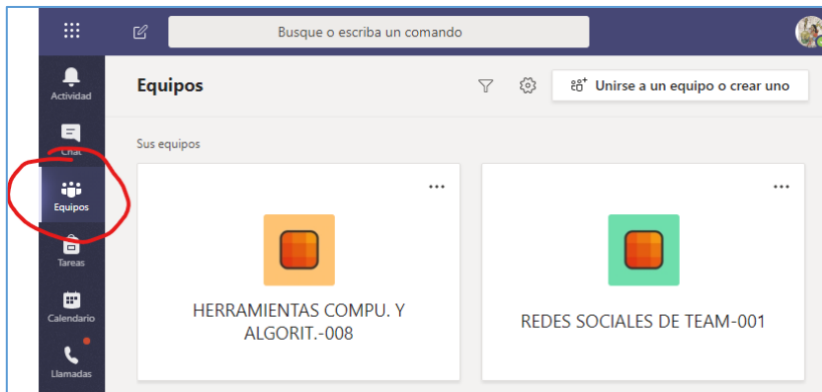 Busque o escriba un comando
Actividad
Chat
Equipos
Tareas
Calendario
Llamadas
Equipos
Unirse a un equipo o crear uno
Sus equipos
HERRAMIENTAS COMPU. Y
ALGORIT.-008
REDES SOCIALES DE TEAM-001